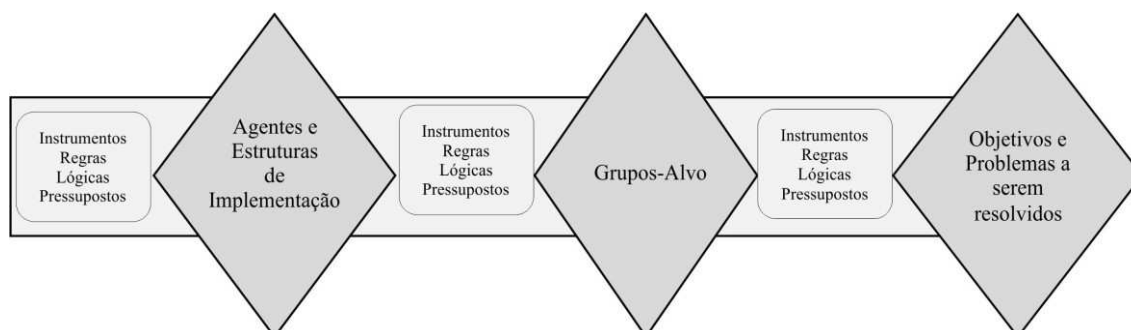 Instrumentos
Regras
Lógicas
Pressupostos
Agentes e
Estruturas
de
Implementação
Instrumentos
Regras
Lógicas
Pressupostos
Grupos-Alvo
Instrumentos
Regras
Lógicas
Pressupostos
Objetivos e
Problemas a
serem
resolvidos